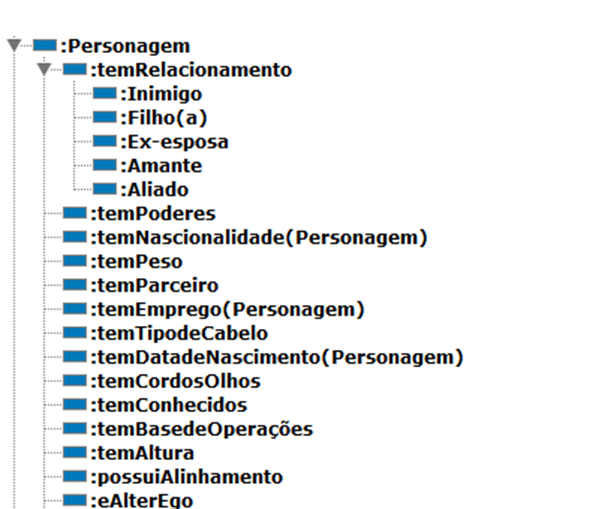 :Personagem
:temRelacionamento
:Inimigo
:Filho(a)
:Ex-esposa
:Amante
:Aliado
:temPoderes
:temNascionalidade(Personagem)
:temPeso
:temParceiro
:temEmprego(Personagem)
:temTipodeCabelo
:temDatadeNascimento(Personagem)
:temCordosOlhos
:temConhecidos
:temBasedeOperações
:temAltura
:possuiAlinhamento
:eAlterEgo